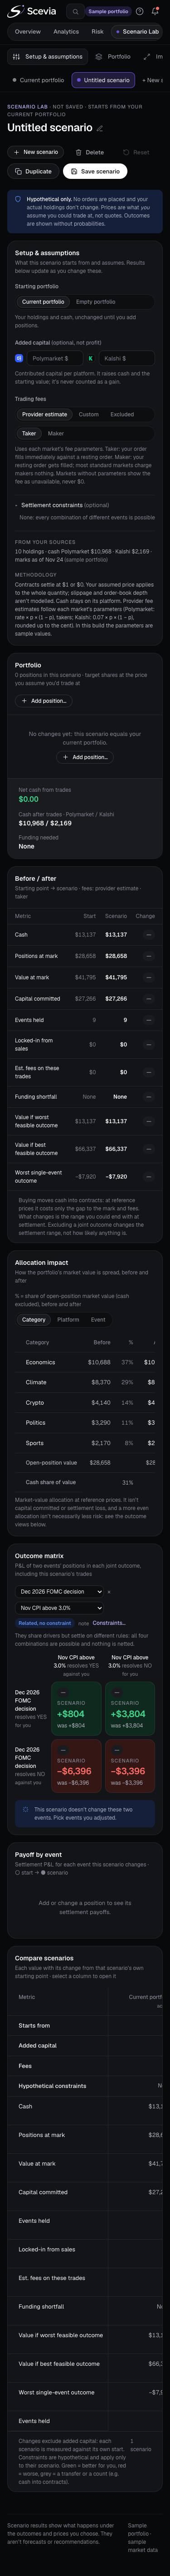 Scevia
Sample portfolio
Overview Analytics Risk Scenario Lab
Setup & assumptions Portfolio Im
Current portfolio Untitled scenario + New s
SCENARIO LAB · NOT SAVED · STARTS FROM YOUR
CURRENT PORTFOLIO
Untitled scenario
New scenario Delete Reset
Duplicate Save scenario
Hypothetical only. No orders are placed and your
actual holdings don't change. Prices are what you
assume you could trade at, not quotes. Outcomes
are shown without probabilities.
Setup & assumptions
What this scenario starts from and assumes. Results
below update as you change these.
Starting portfolio
Current portfolio Empty portfolio
Your holdings and cash, unchanged until you add
positions.
Added capital (optional, not profit)
Polymarket $ K Kalshi $
Contributed capital per platform. It raises cash and the
starting value; it's never counted as a gain.
Trading fees
Provider estimate Custom Excluded
Taker Maker
Uses each market's fee parameters. Taker: your order
fills immediately against a resting order. Maker: your
resting order gets filled; most standard markets charge
makers nothing. Markets without parameters show the
fee as unavailable, never as $0.
Settlement constraints (optional)
None: every combination of different events is possible
FROM YOUR SOURCES
10 holdings · cash Polymarket $10,968 · Kalshi $2,169 ·
marks as of Nov 24 (sample portfolio)
METHODOLOGY
Contracts settle at $1 or $0. Your assumed price applies
to the whole quantity; slippage and order-book depth
aren't modelled. Cash stays on its platform. Provider fee
estimates follow each market's parameters (Polymarket:
rate × p × (1 − p), takers; Kalshi: 0.07 × p × (1 − p),
rounded up to the cent). In this build the parameters are
sample values.
Portfolio
0 positions in this scenario · target shares at the price
you assume you'd trade at
Add position…
No changes yet: this scenario equals your
current portfolio.
Add position…
Net cash from trades
$0.00
Cash after trades · Polymarket / Kalshi
$10,968 / $2,169
Funding needed
None
Before / after
Starting point → scenario · fees: provider estimate ·
taker
Metric Start Scenario Change
Cash $13,137 $13,137 —
Positions at mark $28,658 $28,658 —
Value at mark $41,795 $41,795 —
Capital committed $27,266 $27,266 —
Events held 9 9 —
Locked-in from
sales $0 $0 —
Est. fees on these
trades $0 $0 —
Funding shortfall None None —
Value if worst
feasible outcome $13,137 $13,137 —
Value if best
feasible outcome $66,337 $66,337 —
Worst single-event
outcome −$7,920 −$7,920 —
Buying moves cash into contracts; at reference
prices it costs only the gap to the mark and fees.
What changes is the range you could end with at
settlement. Excluding a joint outcome changes the
settlement range, not how likely anything is.
Allocation impact
How the portfolio's market value is spread, before and
after
% = share of open-position market value (cash
excluded), before and after
Category Platform Event
Category Before %
Economics $10,688 37% $10
Climate $8,370 29% $8
Crypto $4,140 14% $4
Politics $3,290 11% $3
Sports $2,170 8% $2
Open-position value $28,658 $28
Cash share of value 31%
Market-value allocation at reference prices. It isn't
capital committed or settlement exposure, and a more even
allocation isn't necessarily less risk: see the outcome
views below.
Outcome matrix
P&L of two events' positions in each joint outcome,
included at settlement.
Dec 2026 FOMC decision ×
Nov CPI above 3.0%
Related, no constraint note Constraints…
They share drivers but settle on different rules: all four
combinations are possible and nothing is netted.
Nov CPI above
3.0% resolves YES
against you
Nov CPI above
3.0% resolves NO
for you
Dec 2026
FOMC
decision
resolves YES
for you
—
SCENARIO
+$804
was +$804
—
SCENARIO
+$3,804
was +$3,804
Dec 2026
FOMC
decision
resolves NO
against you
—
SCENARIO
−$6,396
was −$6,396
—
SCENARIO
−$3,396
was −$3,396
This scenario doesn't change these two
events. Pick events you adjusted.
Payoff by event
Settlement P&L for each event this scenario changes ·
start → scenario
Add or change a position to see its
settlement payoffs.
Compare scenarios
Each value with its change from that scenario's own
starting point · select a column to open it
Metric Current portf
Starts from
Added capital
Fees
Hypothetical constraints N
Cash $13,1
Positions at mark $28,6
Value at mark $41,7
Capital committed $27,2
Events held
Locked-in from sales
Est. fees on these trades
Funding shortfall No
Value if worst feasible outcome $13,1
Value if best feasible outcome $66,3
Worst single-event outcome −$7,9
Events held
Changes exclude added capital: each
scenario is measured against its own start.
Constraints are hypothetical and apply only
to their scenario. Green = better for you, red
= worse, grey = a transfer or a count (e.g.
cash into contracts).
1
scenario
Scenario results show what happens under
the outcomes and prices you choose. They
aren't forecasts or recommendations.
Sample
portfolio ·
sample
market data